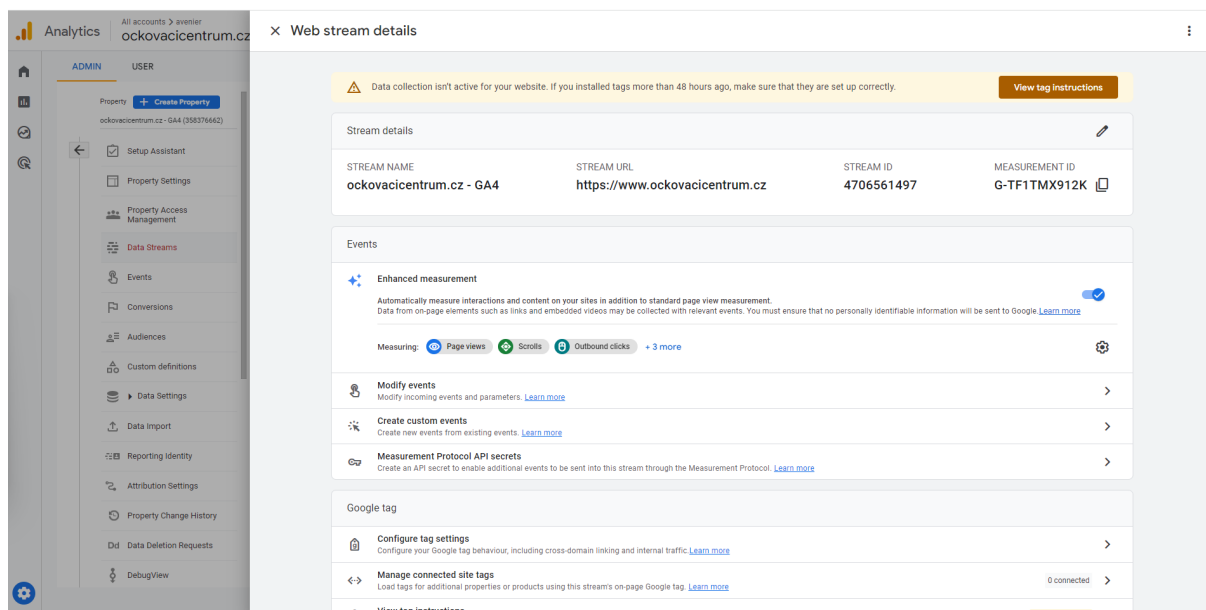 Analytics
All accounts > avenier
ockovacicentrum.cz
Web stream details
ADMIN
USER
Property
Create Property
ockovacicentrum.cz - GA4 (358376662)
Setup Assistant
Property Settings
Property Access
Management
Data Streams
Events
Conversions
Audiences
Custom definitions
Data Settings
Data Import
Reporting Identity
Attribution Settings
Property Change History
Dd Data Deletion Requests
DebugView
Data collection isn't active for your website. If you installed tags more than 48 hours ago, make sure that they are set up correctly.
View tag instructions
Stream details
STREAM NAME
STREAM URL
STREAM ID
MEASUREMENT ID
ockovacicentrum.cz - GA4
https://www.ockovacicentrum.cz
4706561497
G-TF1TMX912K
Events
Enhanced measurement
Automatically measure interactions and content on your sites in addition to standard page view measurement.
Data from on-page elements such as links and embedded videos may be collected with relevant events. You must ensure that no personally identifiable information will be sent to Google. Learn more
Measuring:
Page views
Scrolls
Outbound clicks
+ 3 more
Modify events
Modify incoming events and parameters. Learn more
Create custom events
Create new events from existing events. Learn more
Measurement Protocol API secrets
Create an API secret to enable additional events to be sent into this stream through the Measurement Protocol. Learn more
Google tag
Configure tag settings
Configure your Google tag behaviour, including cross-domain linking and internal traffic. Learn more
Manage connected site tags
Load tags for additional properties or products using this stream's on-page Google tag. Learn more
0 connected
View tag instructions